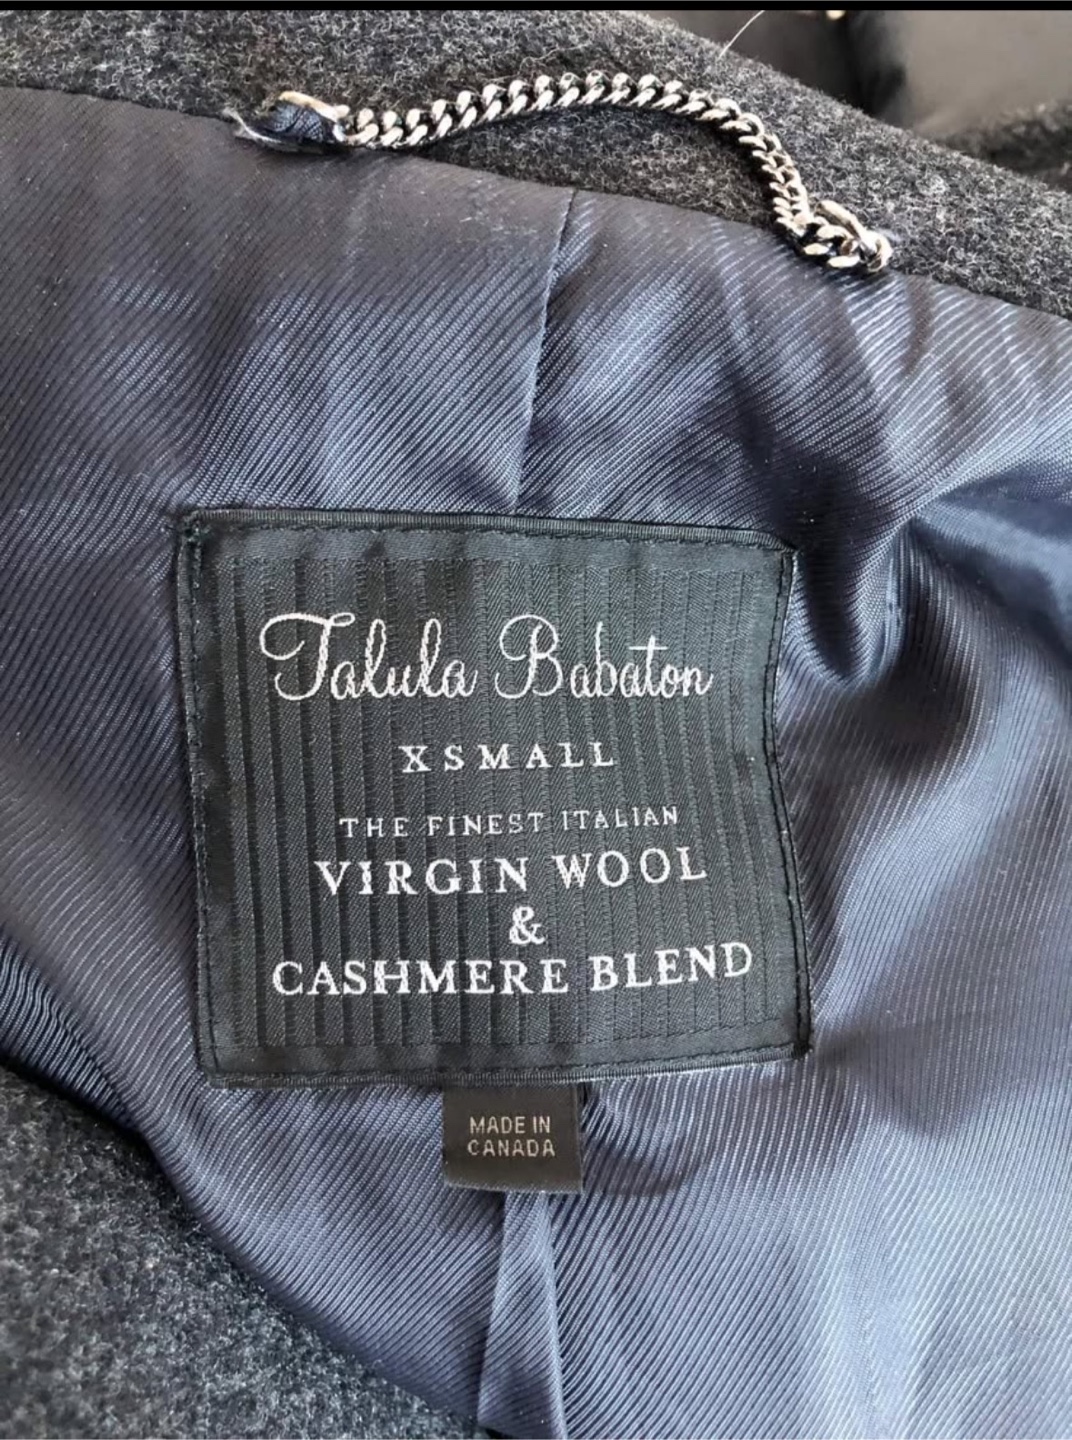 Talula Babaton
XSMALL
THE FINEST ITALIAN
VIRGIN WOOL
&
CASHMERE BLEND
MADE IN
CANADA